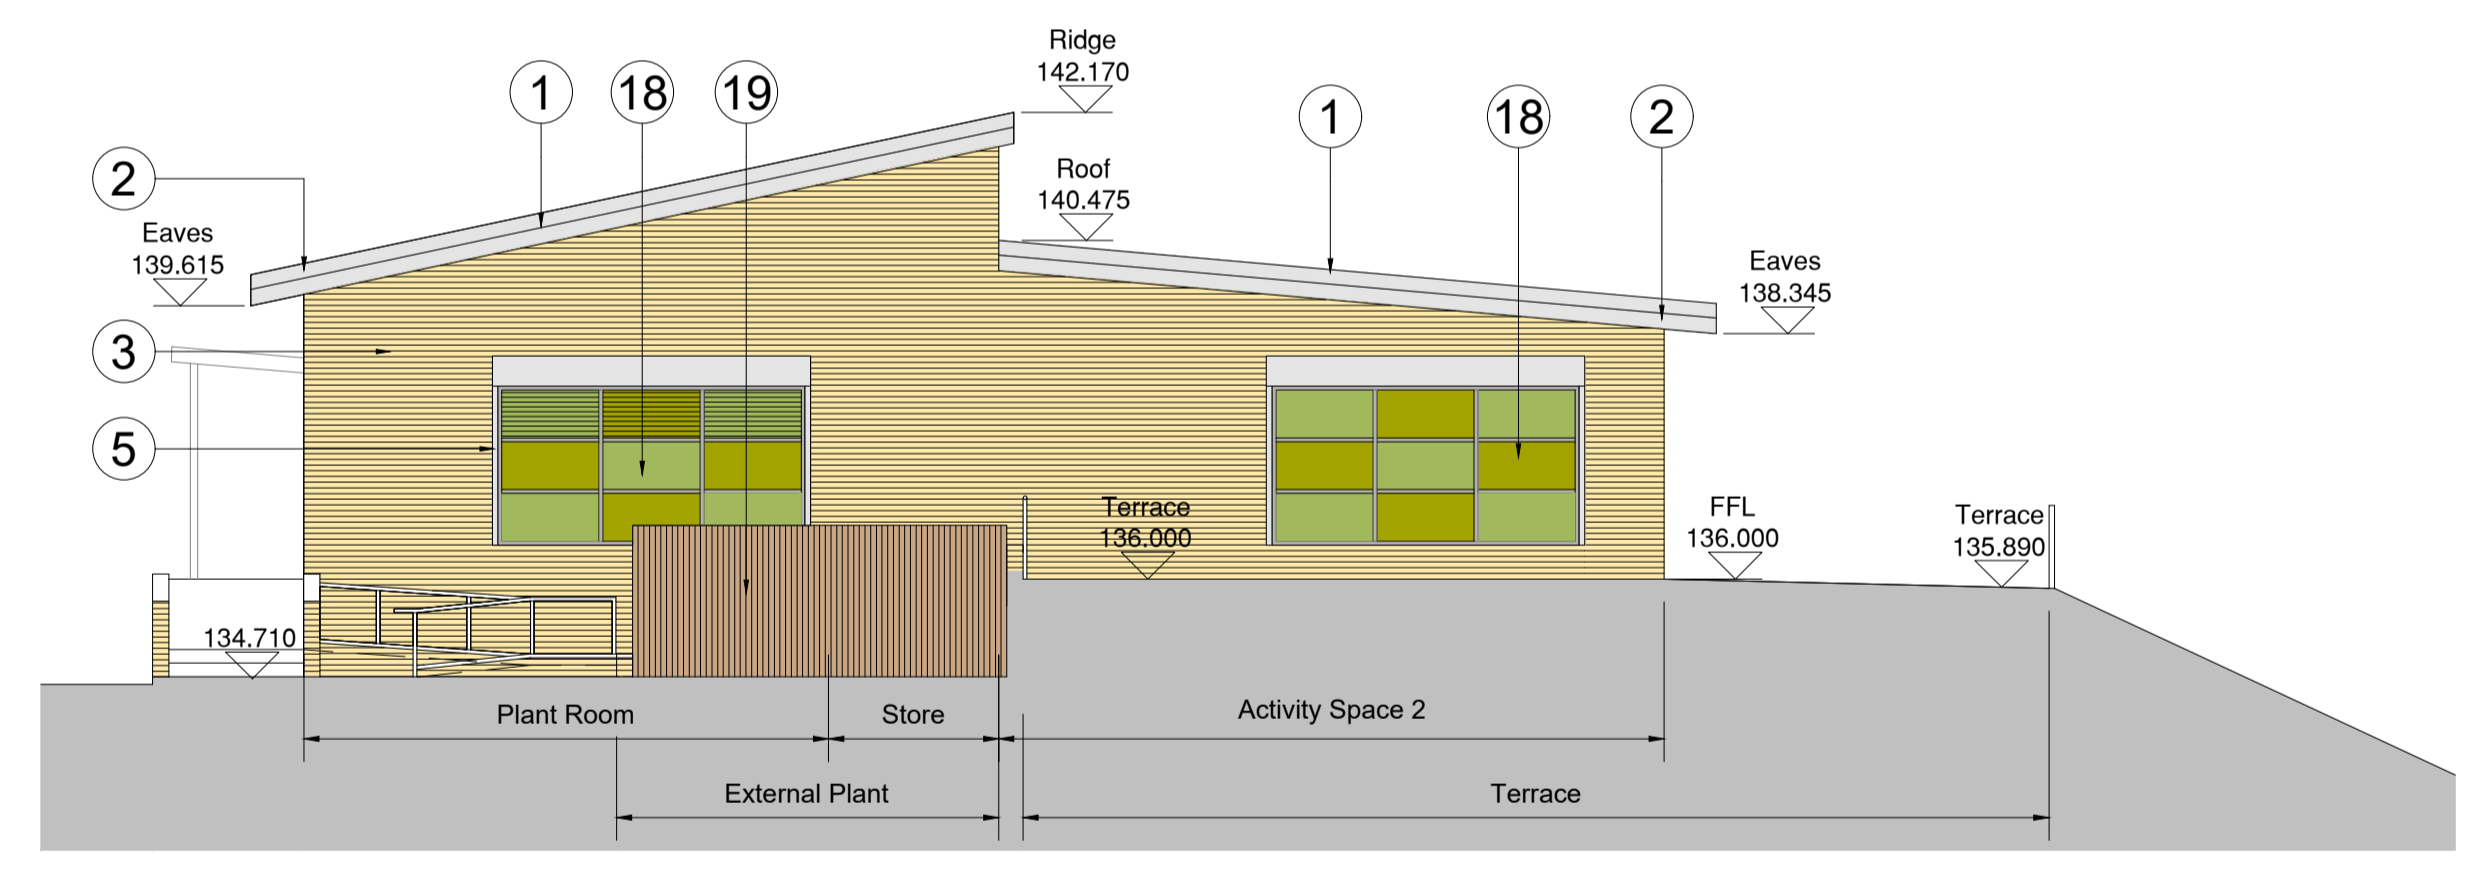 Ridge
142.170
1
18
19
1
18
2
2
Roof
140.475
Eaves
139.615
Eaves
138.345
3
5
Terrace
136.000
FFL
136.000
Terrace
135.890
134.710
Plant Room
Store
Activity Space 2
External Plant
Terrace